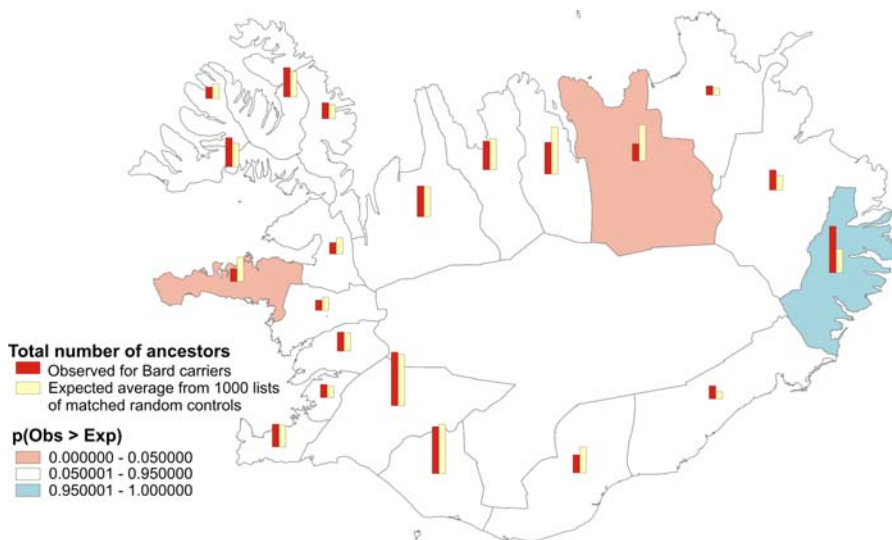 Total number of ancestors
Observed for Bard carriers
Expected average from 1000 lists
of matched random controls
p(Obs > Exp)
0.000000 - 0.050000
0.050001 - 0.950000
0.950001 - 1.000000